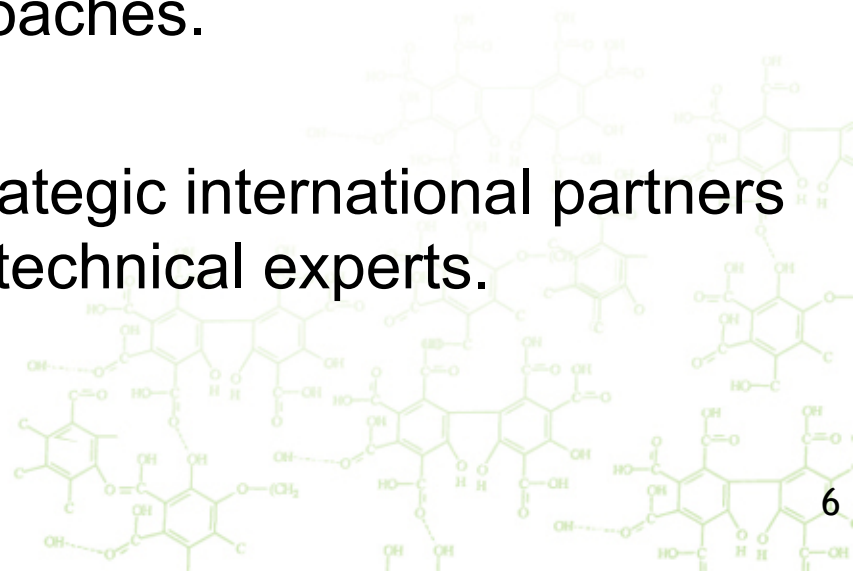 oaches.
ategic international partners
technical experts.
6